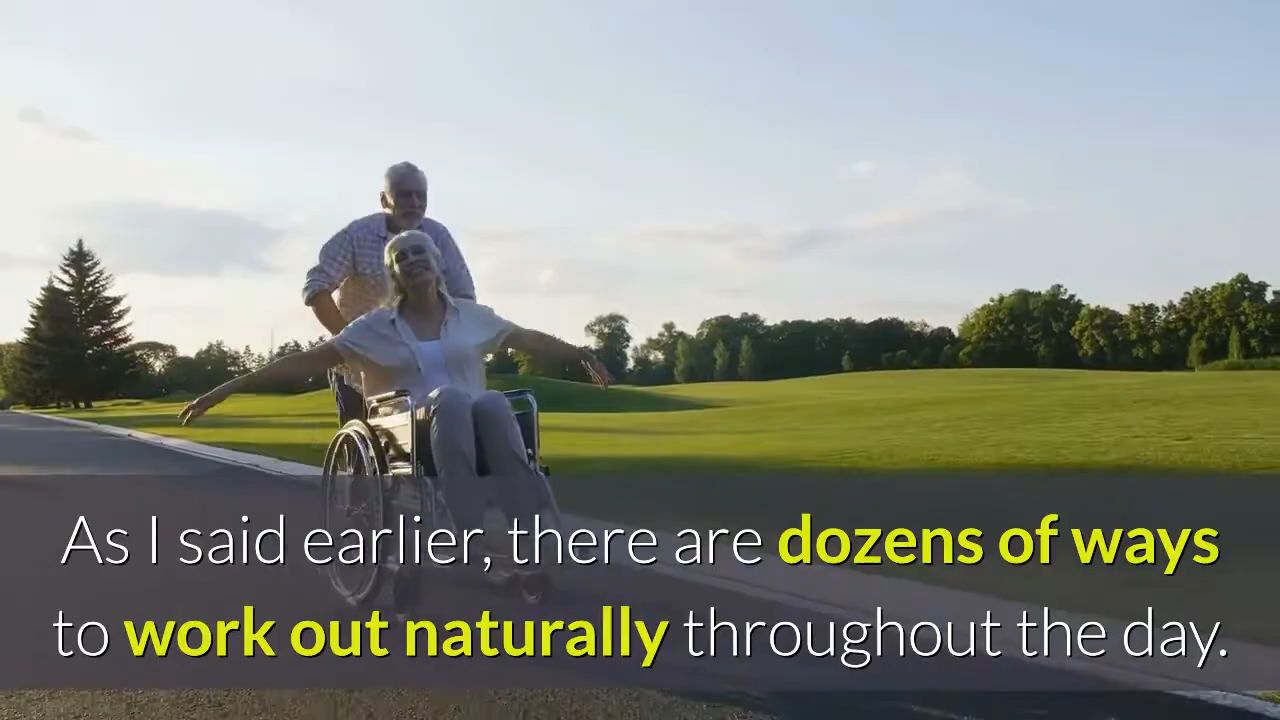 As I said earlier, there are dozens of ways
to work out naturally throughout the day.